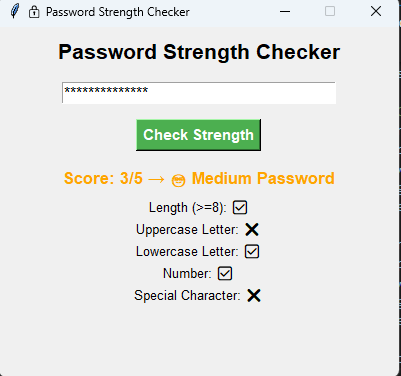 Password Strength Checker
Password Strength Checker
**************
Check Strength
Score: 3/5 → 😐 Medium Password
Length (>=8): ☑
Uppercase Letter: ❌
Lowercase Letter: ☑
Number: ☑
Special Character: ❌